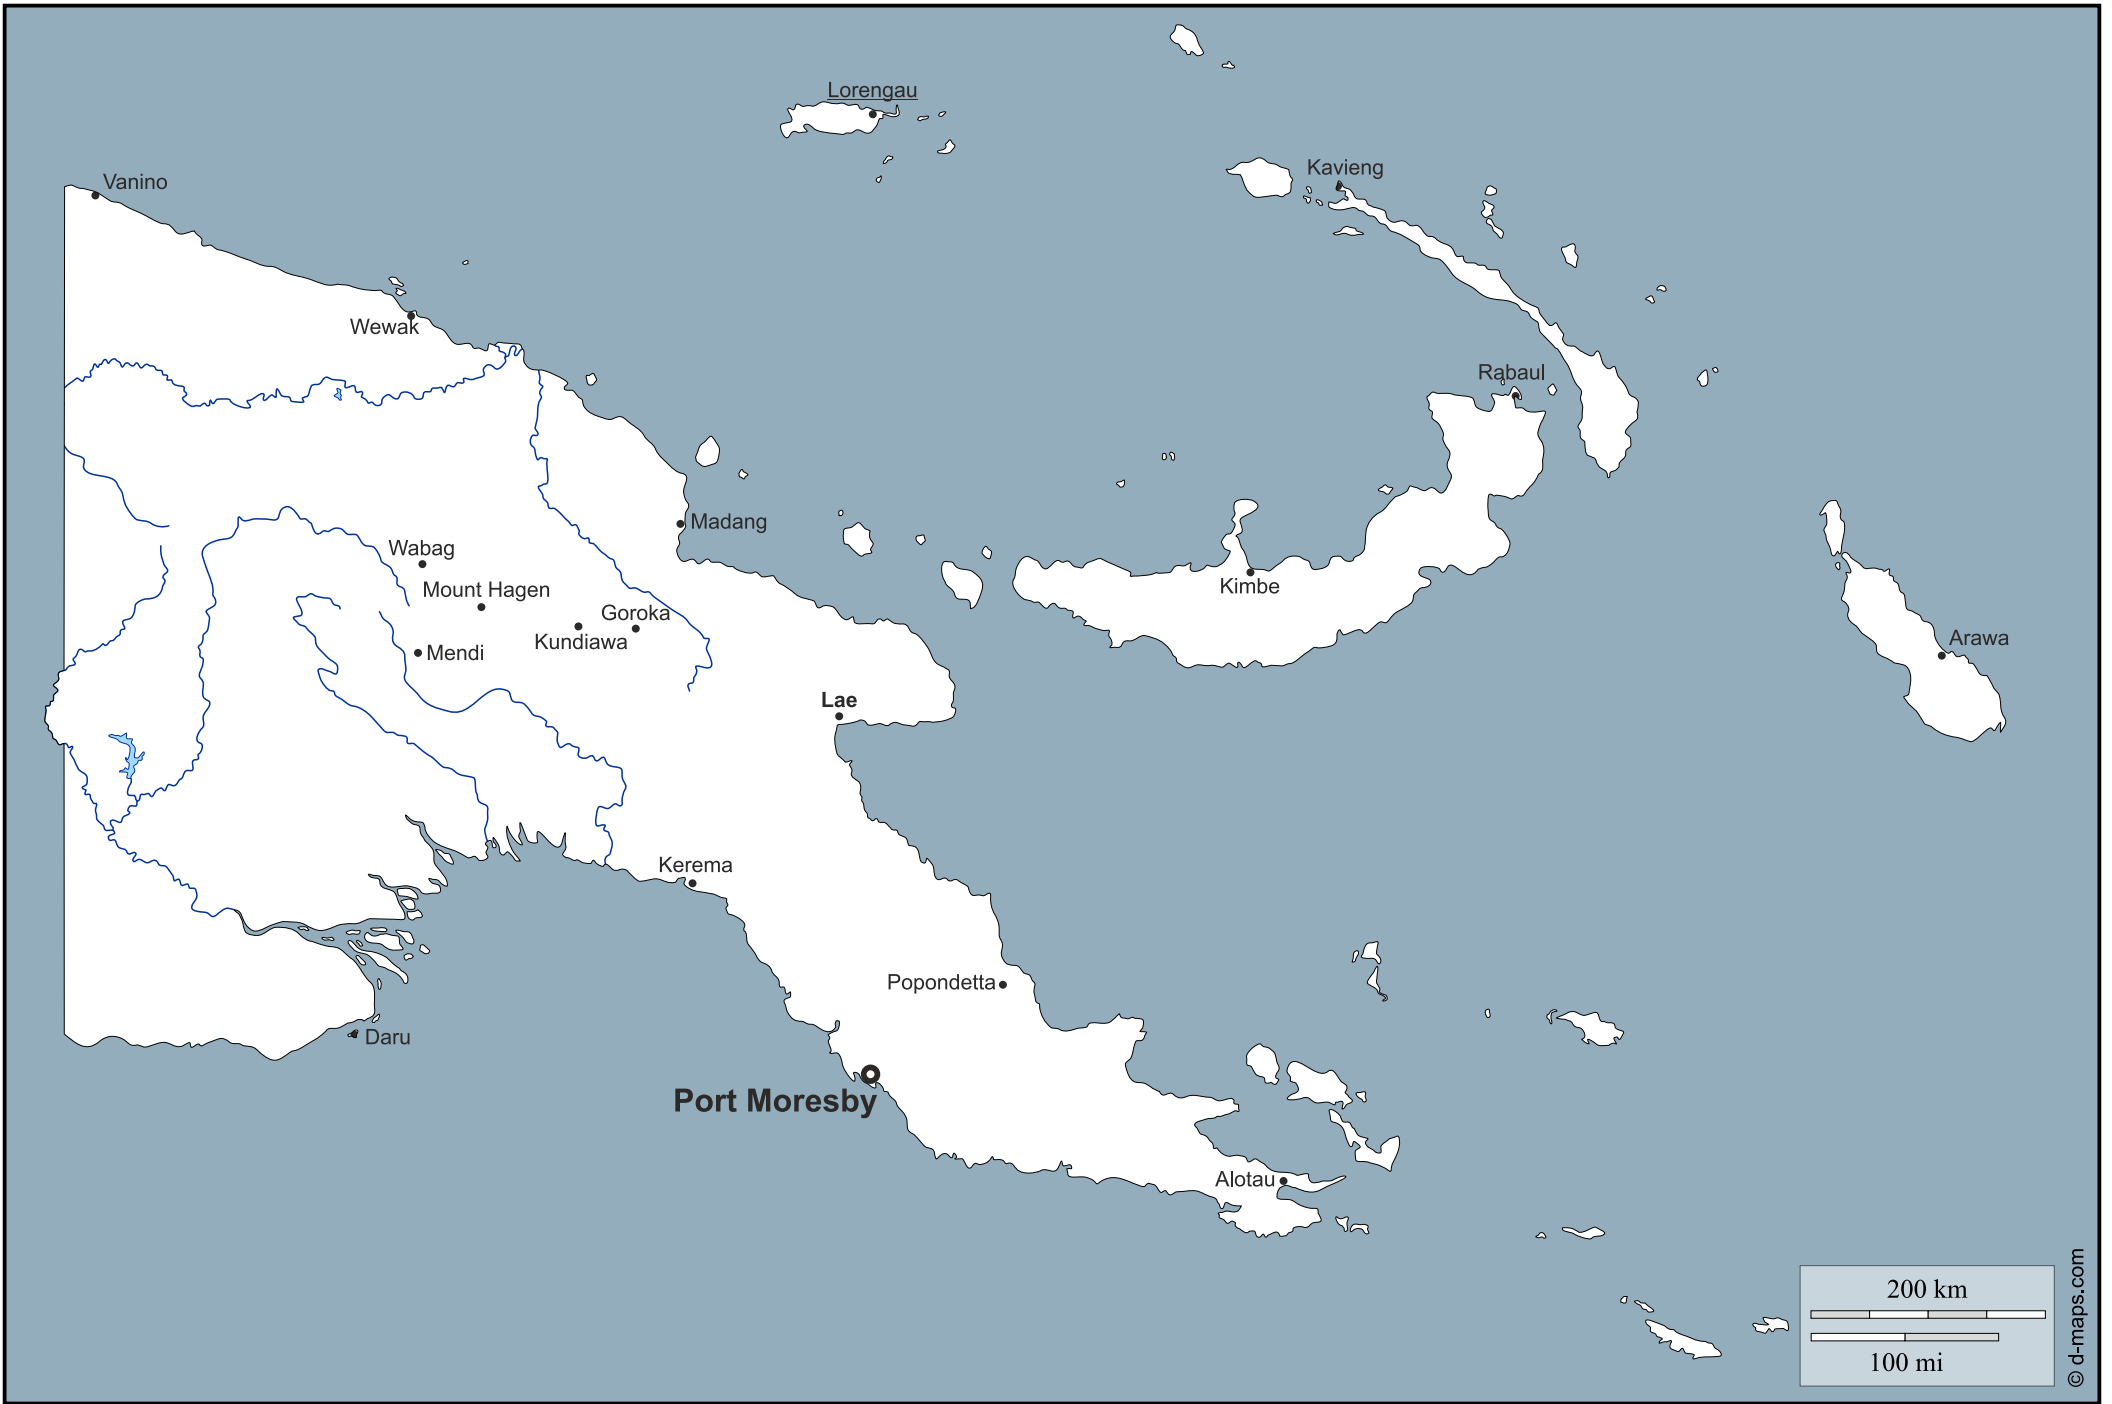 Lorengau
Kavieng
Vanino
Wewak
Rabaul
Madang
Wabag
Mount Hagen
Kimbe
Goroka
Kundiawa
Arawa
Mendi
Lae
Kerema
Popondetta
Daru
Port Moresby
Alotau
200 km
100 mi
© d-maps.com